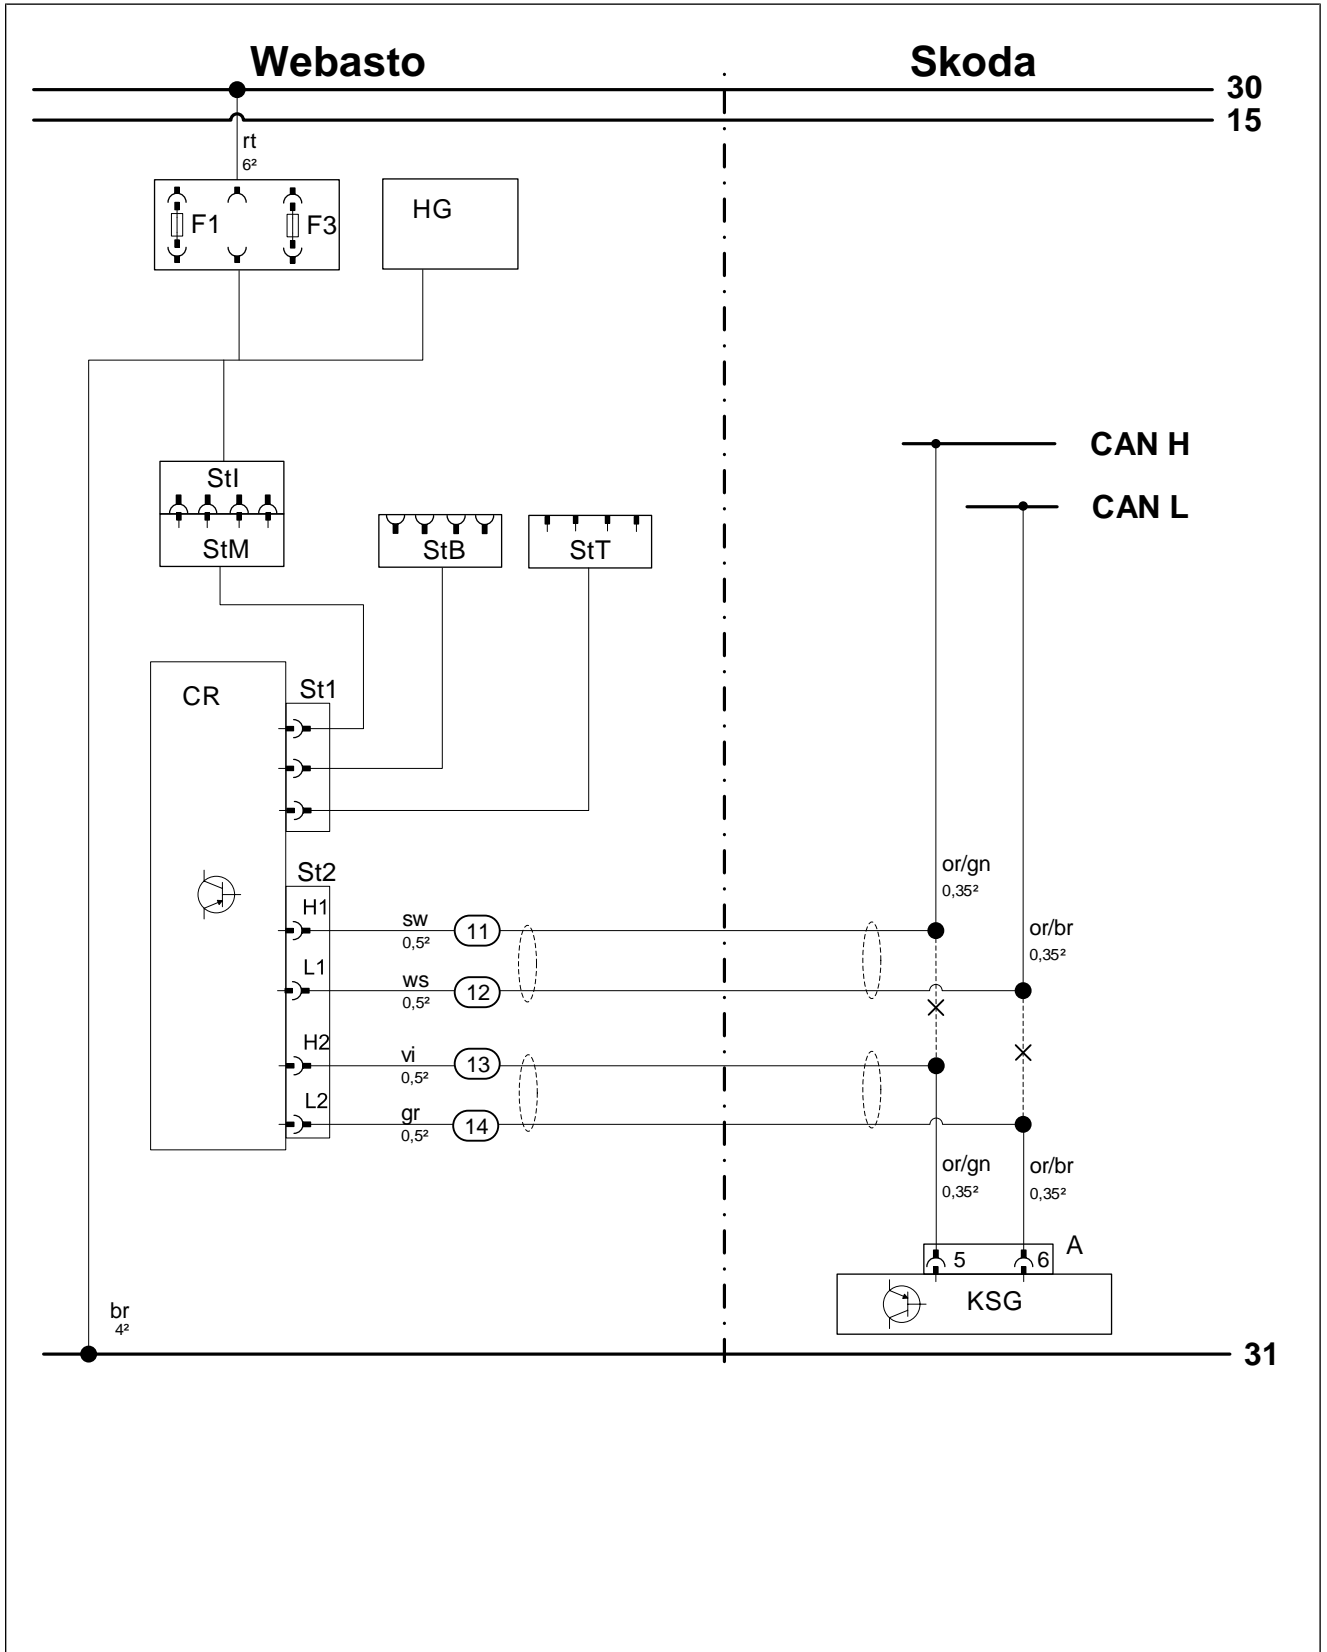 Webasto
Skoda
30
15
rt
6²
F1
F3
HG
CAN H
StI
CAN L
StM
StB
StT
CR
St1
or/gn
0,35²
St2
H1
sw
0,5²
11
or/br
0,35²
L1
ws
0,5²
12
H2
vi
0,5²
13
L2
gr
0,5²
14
or/gn
0,35²
or/br
0,35²
A
5
6
KSG
br
4²
31